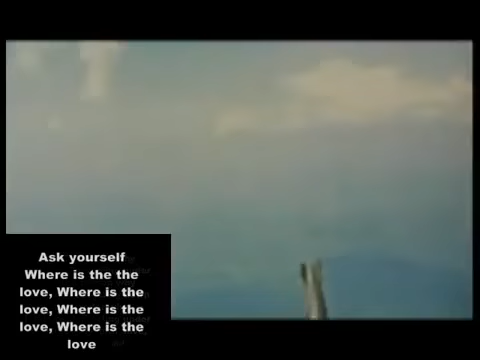 Ask yourself
Where is the the
love, Where is the
love, Where is the
love, Where is the
love